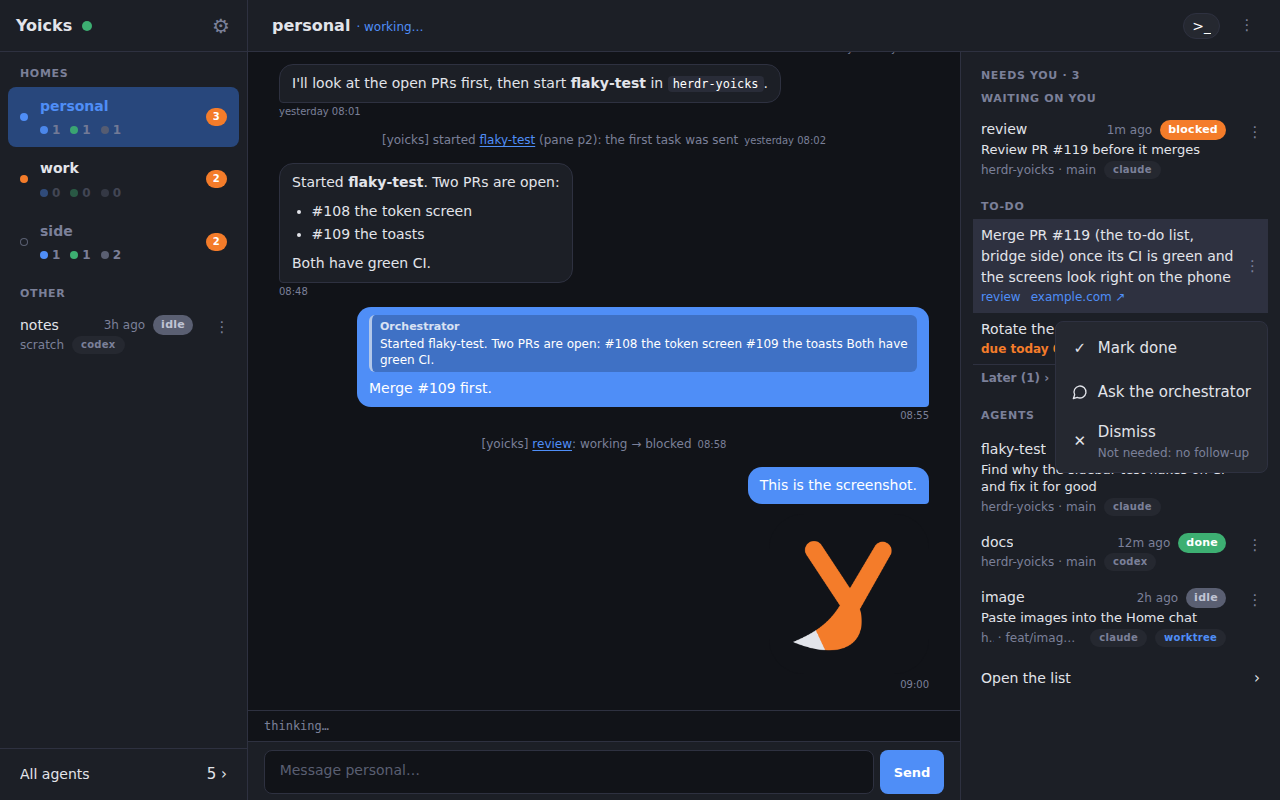 Yoicks
HOMES
personal
3
1 1 1
work
2
0 0 0
side
2
1 1 2
OTHER
notes 3h ago idle
scratch codex
All agents 5 ›
personal · working…
>_
I'll look at the open PRs first, then start flaky-test in herdr-yoicks.
yesterday 08:01
[yoicks] started flaky-test (pane p2): the first task was sent yesterday 08:02
Started flaky-test. Two PRs are open:
• #108 the token screen
• #109 the toasts
Both have green CI.
08:48
Orchestrator
Started flaky-test. Two PRs are open: #108 the token screen #109 the toasts Both have
green CI.
Merge #109 first.
08:55
[yoicks] review: working → blocked 08:58
This is the screenshot.
09:00
thinking…
Message personal…
Send
NEEDS YOU · 3
WAITING ON YOU
review 1m ago blocked
Review PR #119 before it merges
herdr-yoicks · main claude
TO-DO
Merge PR #119 (the to-do list,
bridge side) once its CI is green and
the screens look right on the phone
review example.com ↗
Rotate the
due today
Later (1) ›
✓ Mark done
Ask the orchestrator
✕ Dismiss
Not needed: no follow-up
AGENTS
flaky-test
Find why the
and fix it for good
herdr-yoicks · main claude
docs 12m ago done
herdr-yoicks · main codex
image 2h ago idle
Paste images into the Home chat
h. · feat/imag… claude worktree
Open the list ›